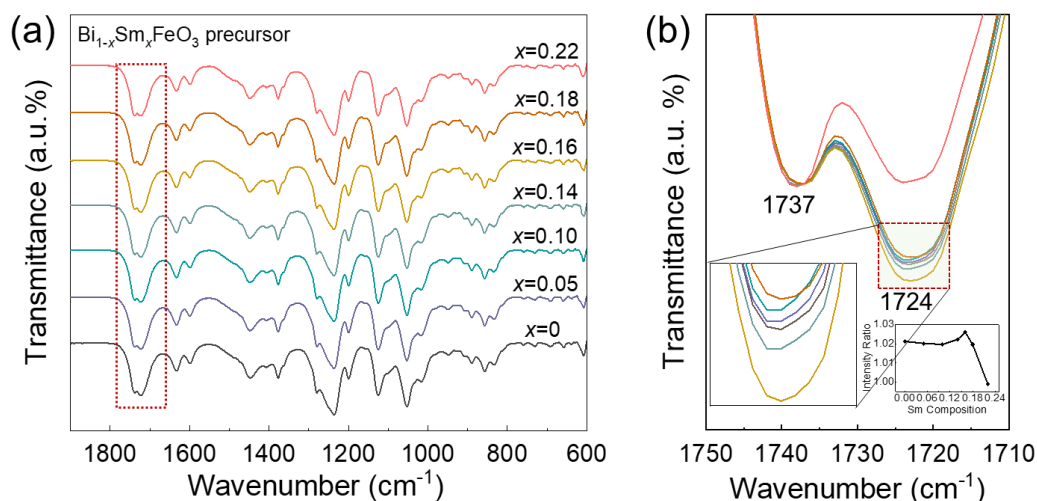 (a)
Bi1-xSmxFeO3 precursor
x=0.22
x=0.18
x=0.16
x=0.14
x=0.10
x=0.05
x=0
Transmittance (a.u.%)
1800 1600 1400 1200 1000 800 600
Wavenumber (cm-1)
(b)
Transmittance (a.u. %)
1737
1724
Intensity Ratio
1.03
1.02
1.00
0.00 0.06 0.12 0.18 0.24
Sm Composition
1750 1740 1730 1720 1710
Wavenumber (cm-1)